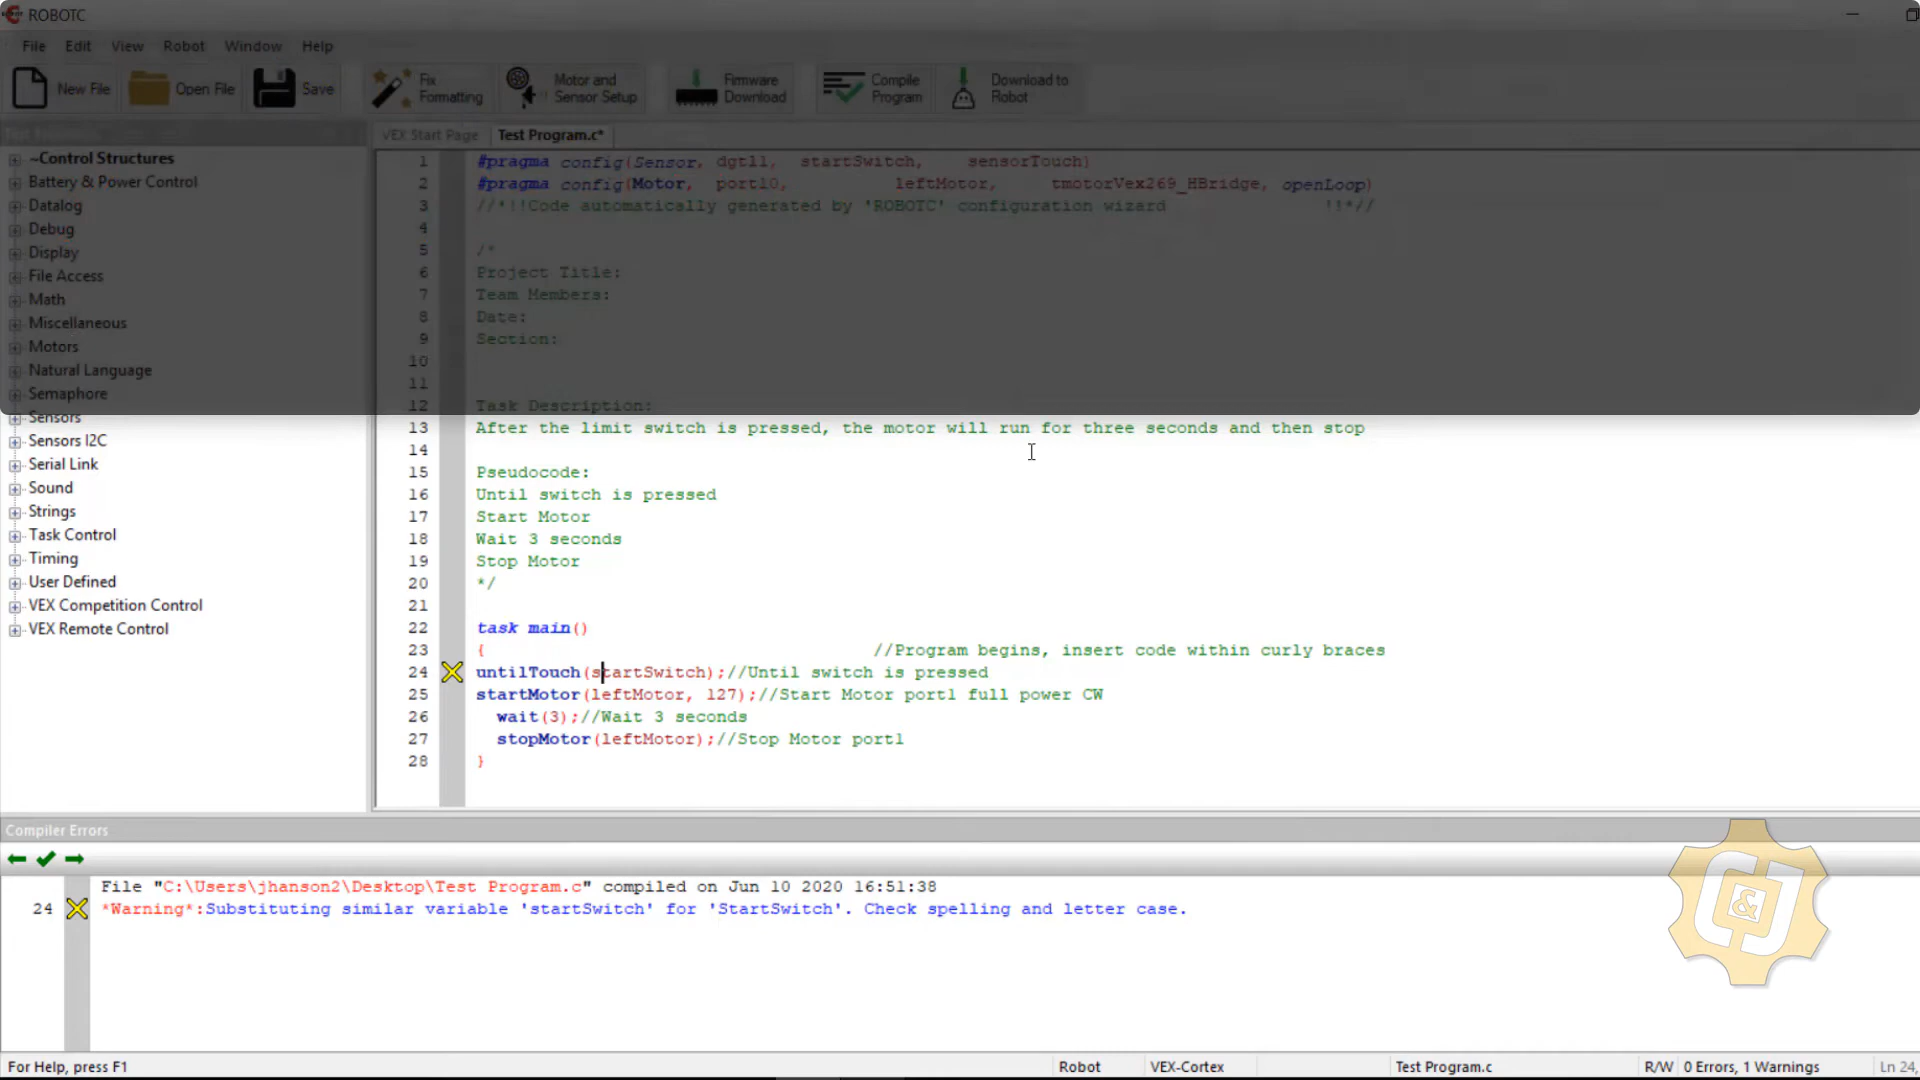 ROBOTC
File Edit View Robot Window Help
New File Open File Save Fix Formatting Motor and Sensor Setup Firmware Download Compile Program Download to Robot
VEX Start Page Test Program.c*
~Control Structures
Battery & Power Control
Datalog
Debug
Display
File Access
Math
Miscellaneous
Motors
Natural Language
Semaphore
Sensors
Sensors I2C
Serial Link
Sound
Strings
Task Control
Timing
User Defined
VEX Competition Control
VEX Remote Control
1 #pragma config(Sensor, dgtl1, startSwitch, sensorTouch)
2 #pragma config(Motor, port10, leftMotor, tmotorVex269_HBridge, openLoop)
3 //*!!Code automatically generated by 'ROBOTC' configuration wizard !!*//
4
5 /*
6 Project Title:
7 Team Members:
8 Date:
9 Section:
10
11
12 Task Description:
13 After the limit switch is pressed, the motor will run for three seconds and then stop
14
15 Pseudocode:
16 Until switch is pressed
17 Start Motor
18 Wait 3 seconds
19 Stop Motor
20 */
21
22 task main()
23 { //Program begins, insert code within curly braces
24 untilTouch(startSwitch);//Until switch is pressed
25 startMotor(leftMotor, 127);//Start Motor port1 full power CW
26 wait(3);//Wait 3 seconds
27 stopMotor(leftMotor);//Stop Motor port1
28 }
Compiler Errors
File "C:\Users\jhanson2\Desktop\Test Program.c" compiled on Jun 10 2020 16:51:38
24 *Warning*:Substituting similar variable 'startSwitch' for 'StartSwitch'. Check spelling and letter case.
For Help, press F1 Robot VEX-Cortex Test Program.c R/W 0 Errors, 1 Warnings Ln 24,